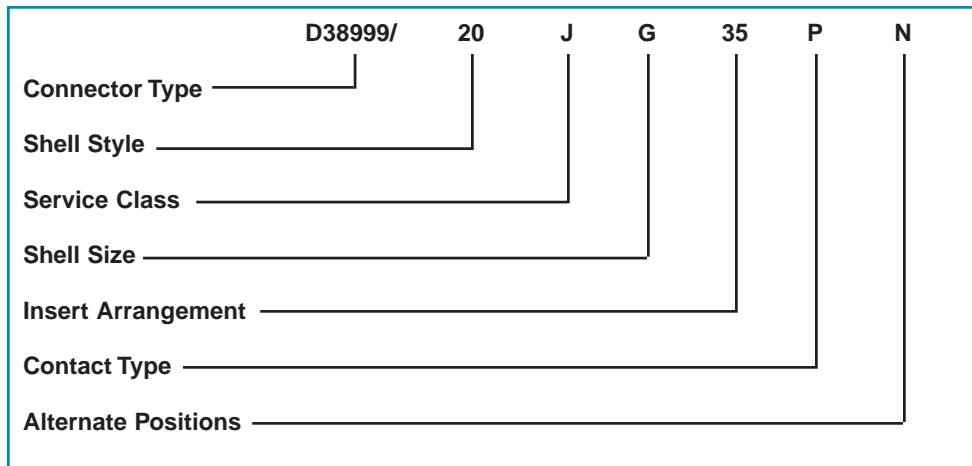 D38999/ 20 J G 35 P N
Connector Type
Shell Style
Service Class
Shell Size
Insert Arrangement
Contact Type
Alternate Positions